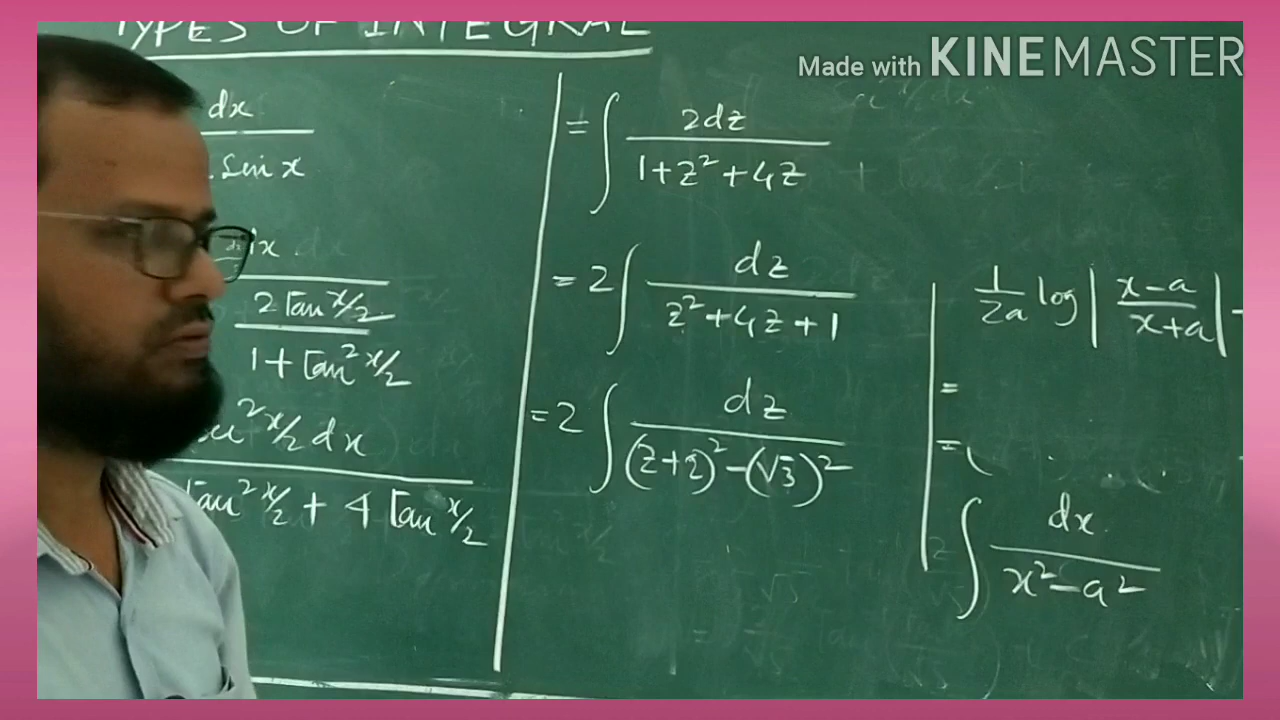 TYPES OF INTEGRAL
Made with KINEMASTER
dx
. Sin x
2 Tan x/2
1 + Tan² x/2
² x/2 dx
Tan² x/2 + 4 Tan x/2
= ∫ 2dz
1 + z² + 4z
= 2 ∫ dz
z² + 4z + 1
= 2 ∫ dz
(z+2)² - (√3)²
1/2a log | x-a / x+a | +
=
= (
∫ dx
x² - a²